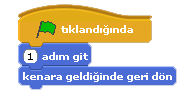 tıklandığında
1 adım git
kenara geldiğinde geri dön